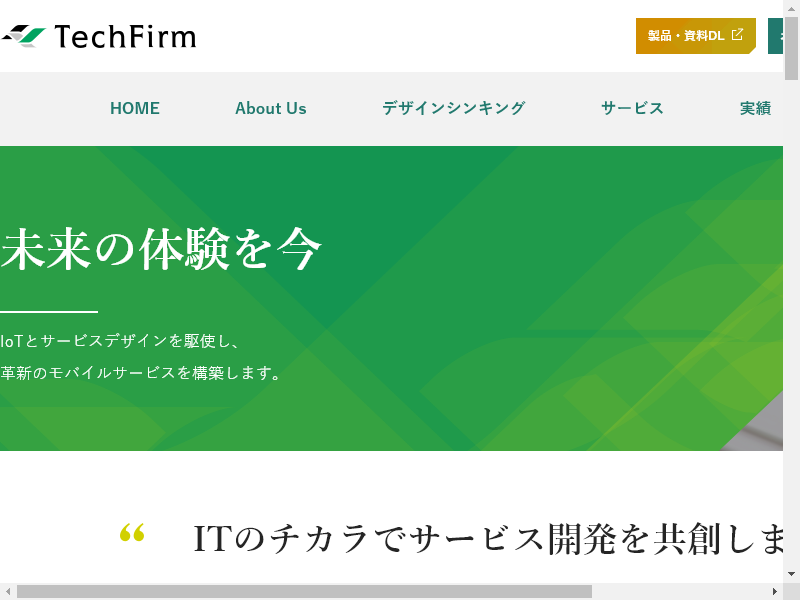 TechFirm
製品・資料DL
HOME
About Us
デザインシンキング
サービス
実績
未来の体験を今
IoTとサービスデザインを駆使し、
革新のモバイルサービスを構築します。
“
ITのチカラでサービス開発を共創しま